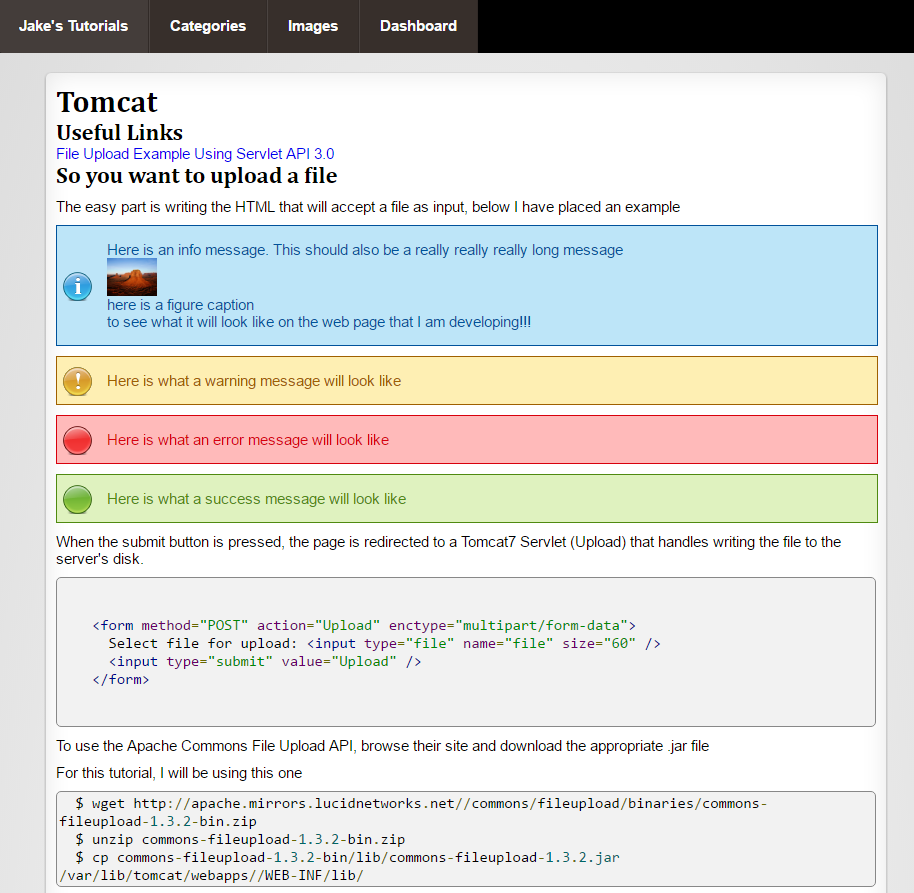 Jake's Tutorials Categories Images Dashboard
Tomcat
Useful Links
File Upload Example Using Servlet API 3.0
So you want to upload a file
The easy part is writing the HTML that will accept a file as input, below I have placed an example
Here is an info message. This should also be a really really really long message
here is a figure caption
to see what it will look like on the web page that I am developing!!!
Here is what a warning message will look like
Here is what an error message will look like
Here is what a success message will look like
When the submit button is pressed, the page is redirected to a Tomcat7 Servlet (Upload) that handles writing the file to the
server's disk.
<form method="POST" action="Upload" enctype="multipart/form-data">
Select file for upload: <input type="file" name="file" size="60" />
<input type="submit" value="Upload" />
</form>
To use the Apache Commons File Upload API, browse their site and download the appropriate .jar file
For this tutorial, I will be using this one
$ wget http://apache.mirrors.lucidnetworks.net//commons/fileupload/binaries/commons-
fileupload-1.3.2-bin.zip
$ unzip commons-fileupload-1.3.2-bin.zip
$ cp commons-fileupload-1.3.2-bin/lib/commons-fileupload-1.3.2.jar
/var/lib/tomcat/webapps//WEB-INF/lib/